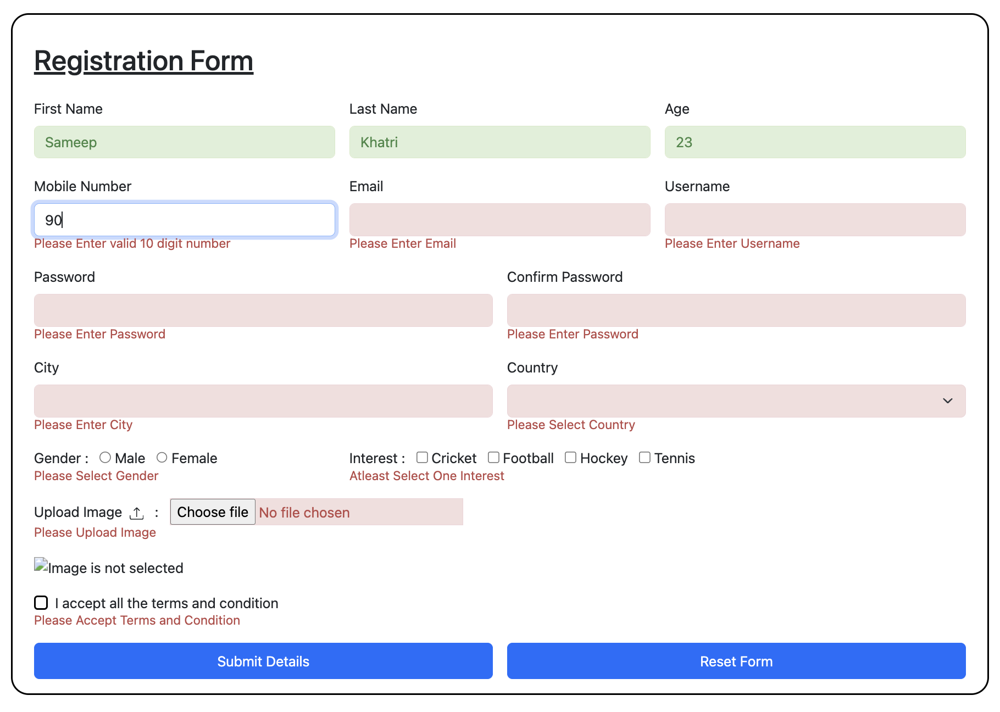 Registration Form
First Name Last Name Age
Sameep Khatri 23
Mobile Number Email Username
90
Please Enter valid 10 digit number Please Enter Email Please Enter Username
Password Confirm Password
Please Enter Password Please Enter Password
City Country
Please Enter City Please Select Country
Gender : Male Female Interest : Cricket Football Hockey Tennis
Please Select Gender Atleast Select One Interest
Upload Image : Choose file No file chosen
Please Upload Image
Image is not selected
I accept all the terms and condition
Please Accept Terms and Condition
Submit Details Reset Form